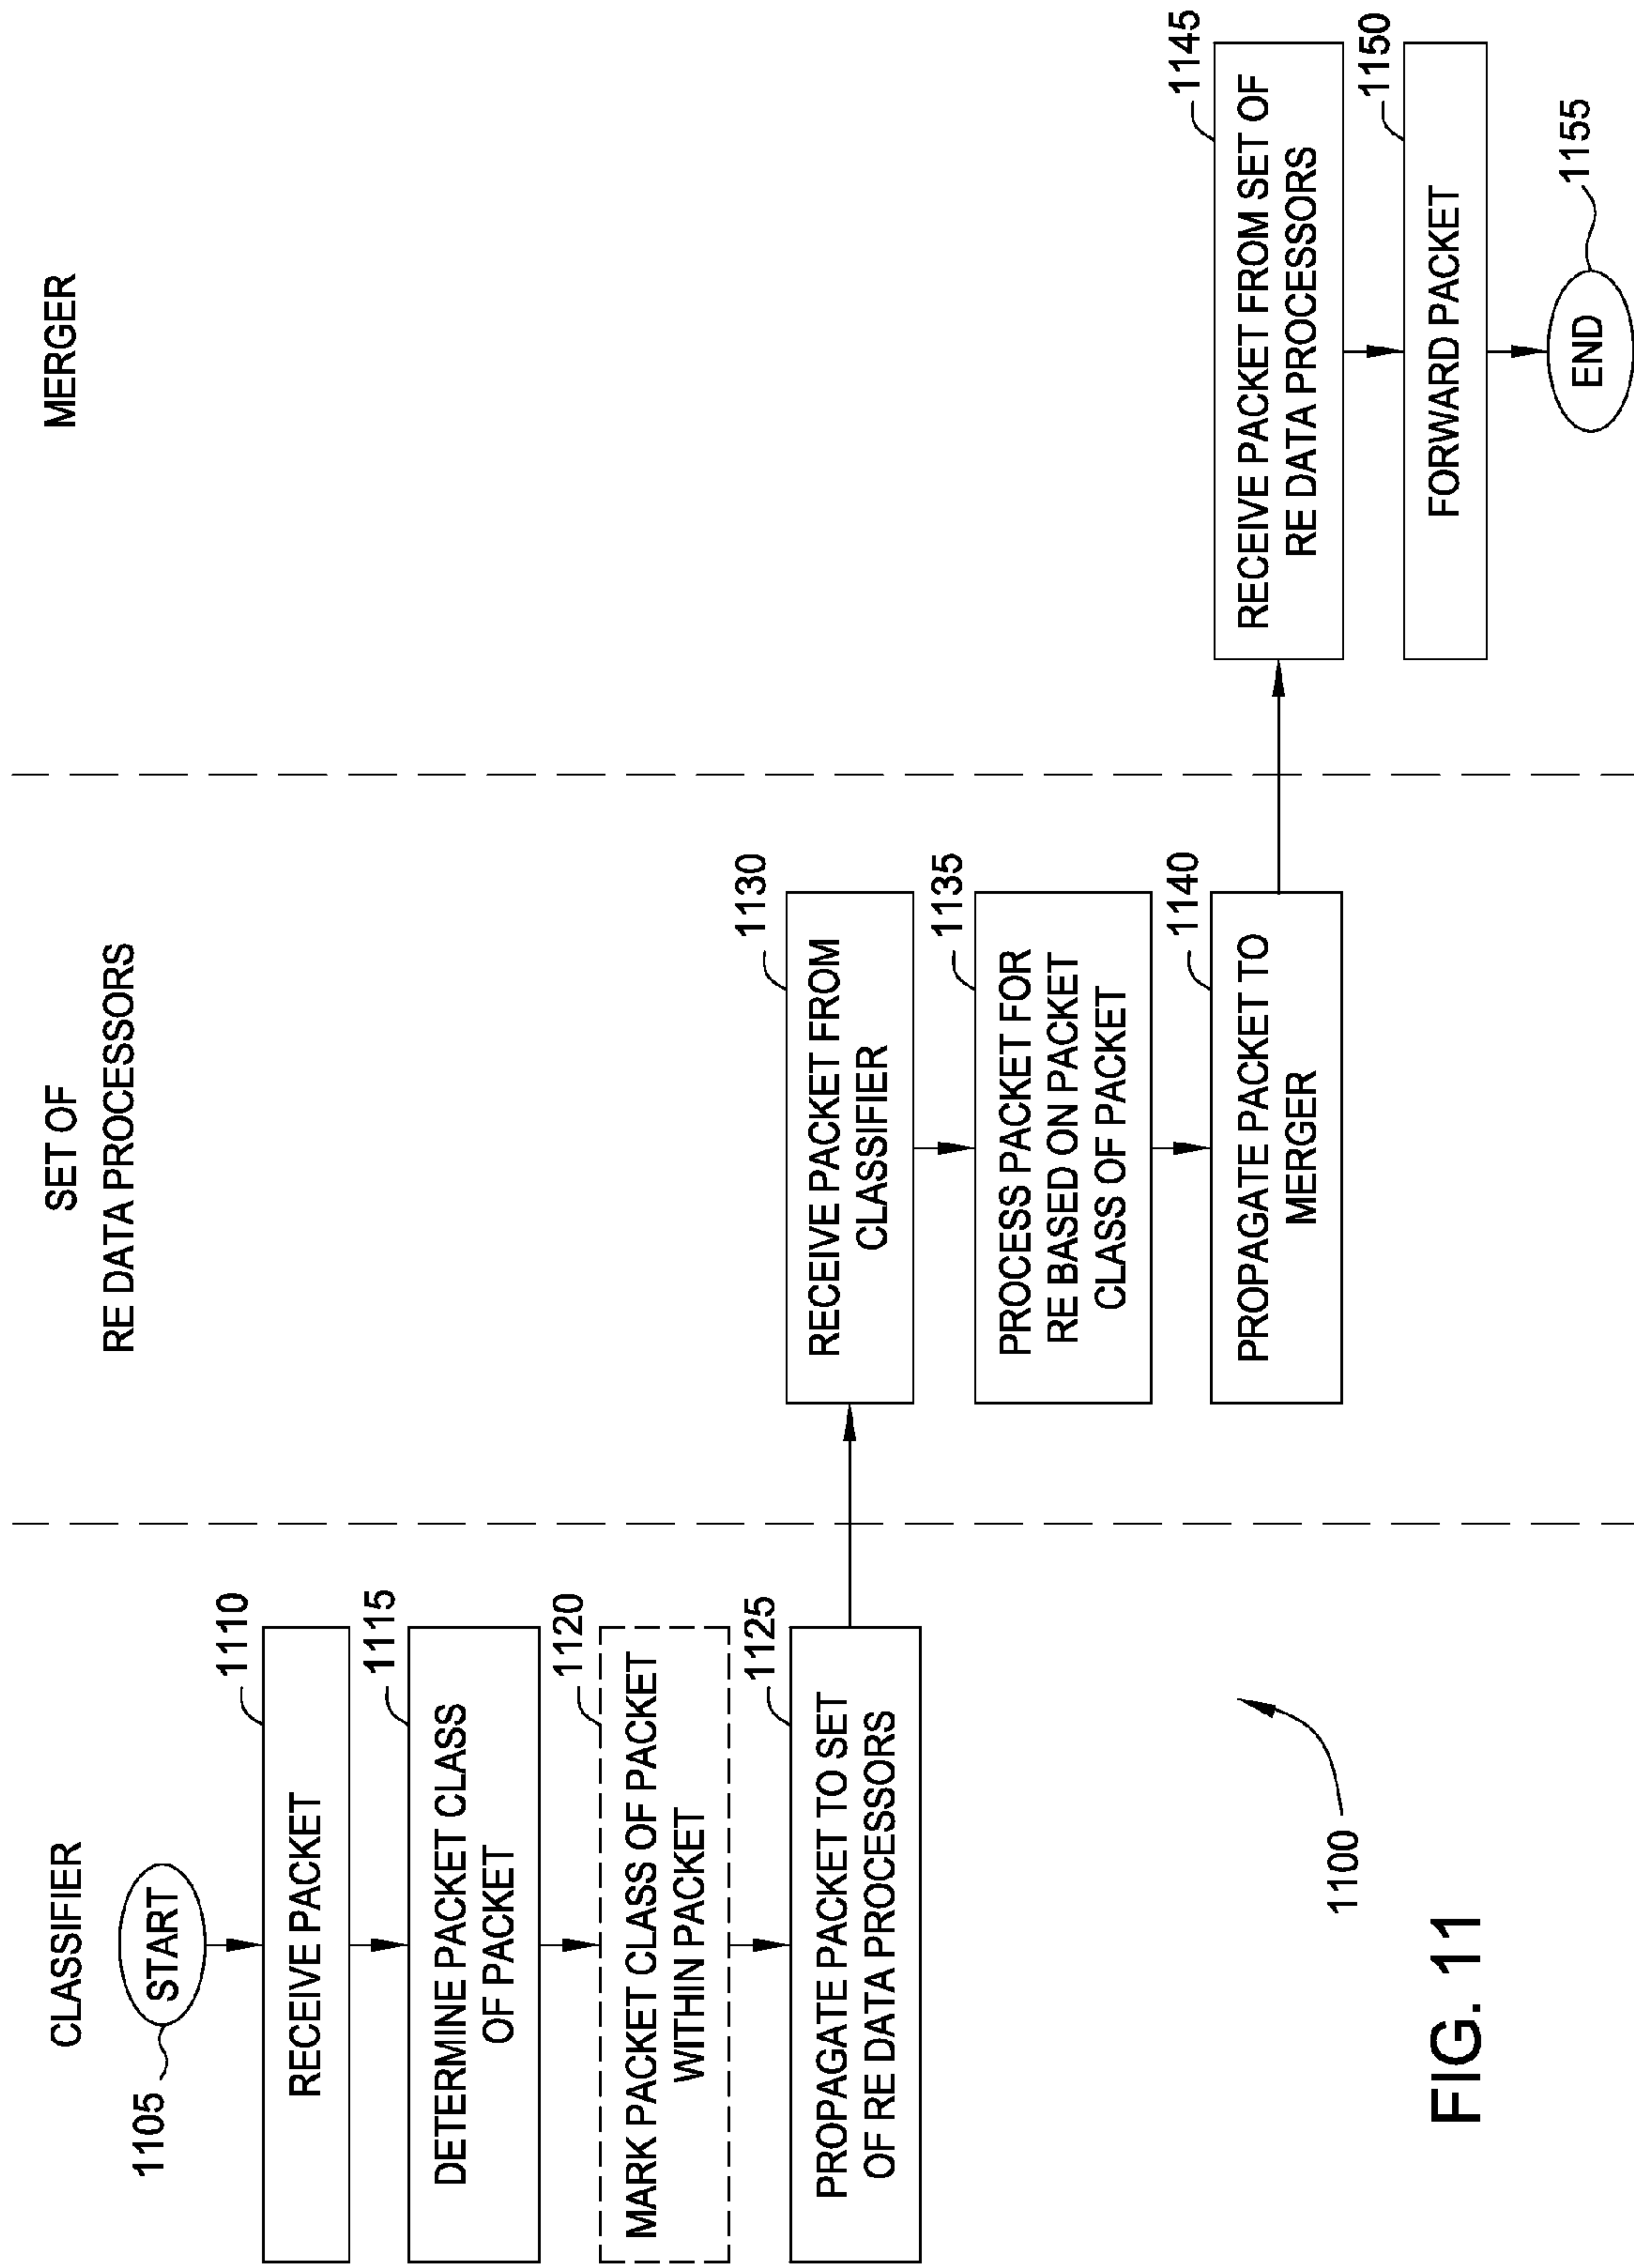 CLASSIFIER
1105
START
1110
RECEIVE PACKET
1115
DETERMINE PACKET CLASS
OF PACKET
1120
MARK PACKET CLASS OF PACKET
WITHIN PACKET
1125
PROPAGATE PACKET TO SET
OF RE DATA PROCESSORS
SET OF
RE DATA PROCESSORS
1130
RECEIVE PACKET FROM
CLASSIFIER
1135
PROCESS PACKET FOR
RE BASED ON PACKET
CLASS OF PACKET
1140
PROPAGATE PACKET TO
MERGER
MERGER
1145
RECEIVE PACKET FROM SET OF
RE DATA PROCESSORS
1150
FORWARD PACKET
END
1155
1100
FIG. 11